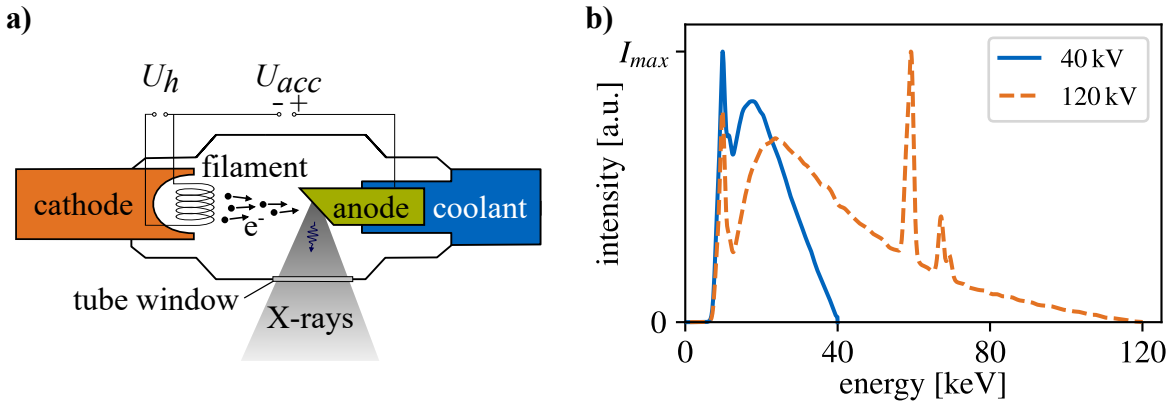 a)
U_h
U_acc
- +
filament
cathode
e-
anode
coolant
tube window
X-rays
b)
I_max
0
intensity [a.u.]
40 kV
120 kV
0 40 80 120
energy [keV]